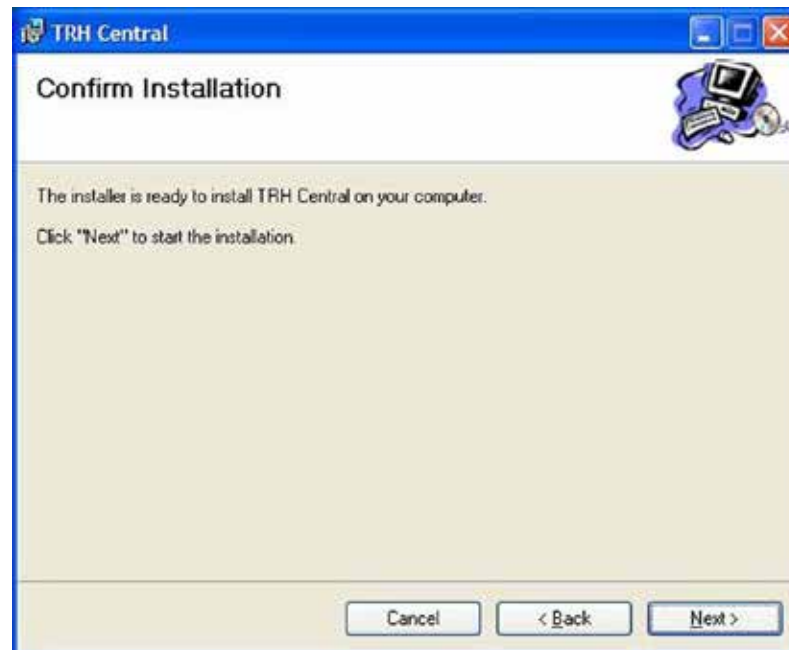 TRH Central
Confirm Installation
The installer is ready to install TRH Central on your computer.
Click "Next" to start the installation.
Cancel
< Back
Next >